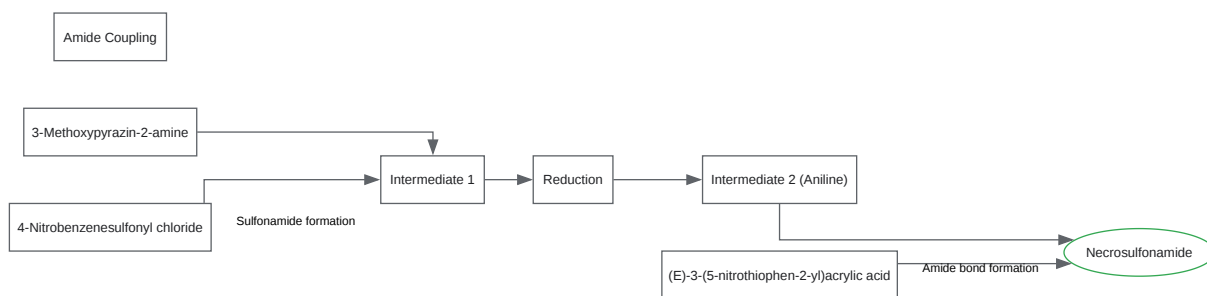 Amide Coupling
3-Methoxypyrazin-2-amine
Intermediate 1
Reduction
Intermediate 2 (Aniline)
4-Nitrobenzenesulfonyl chloride
Sulfonamide formation
Necrosulfonamide
(E)-3-(5-nitrothiophen-2-yl)acrylic acid
Amide bond formation